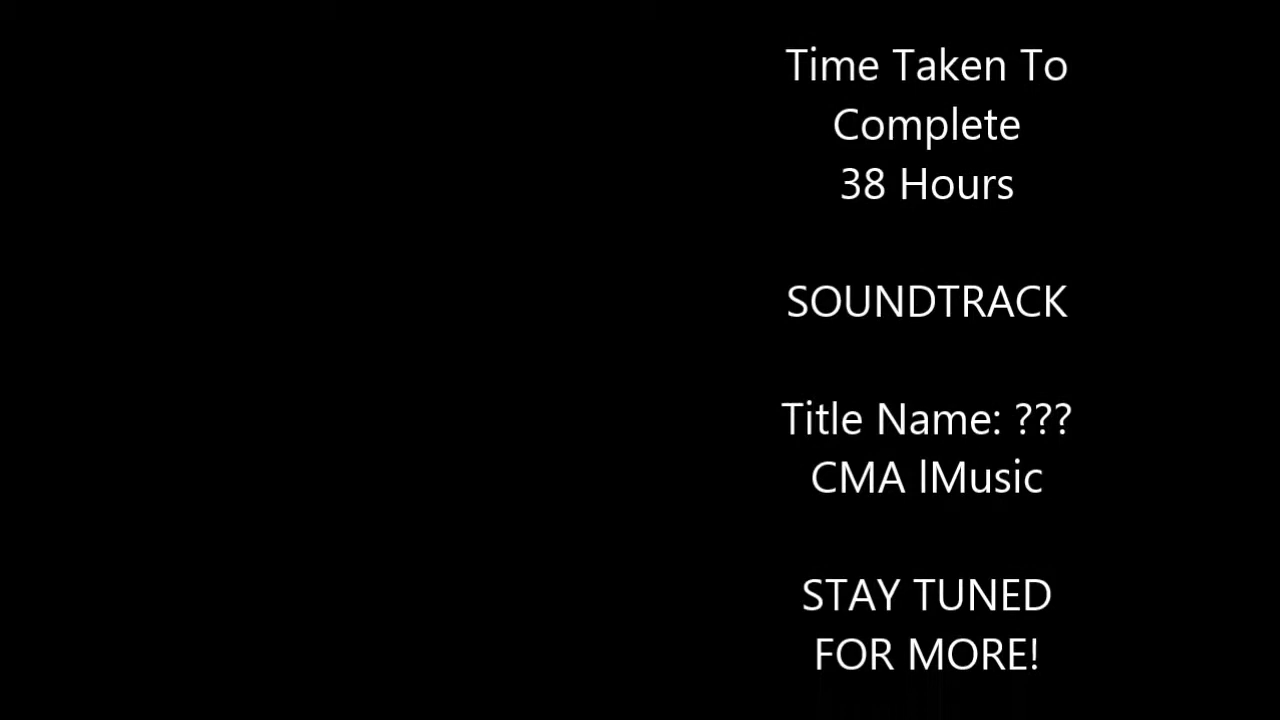 Time Taken To
Complete
38 Hours
SOUNDTRACK
Title Name: ???
CMA lMusic
STAY TUNED
FOR MORE!